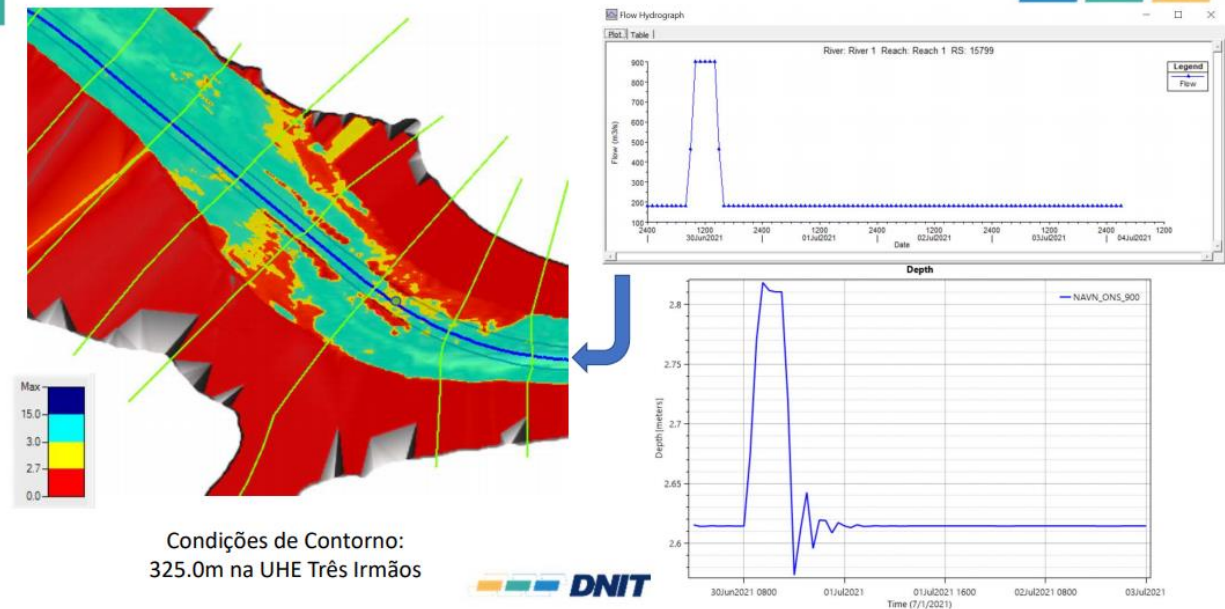 Max
15.0
3.0
2.7
0.0
Condições de Contorno:
325.0m na UHE Três Irmãos
DNIT
Flow Hydrograph
Plot Table
River: River 1 Reach: Reach 1 RS: 15799
Legend
Flow
Flow (m3/s)
900
800
700
600
500
400
300
200
100
2400 1200 2400 1200 2400 1200 2400 1200 2400 1200
30Jun2021 01Jul2021 02Jul2021 03Jul2021 04Jul2021
Date
Depth
NAVN_ONS_900
Depth [meters]
2.8
2.75
2.7
2.65
2.6
30Jun2021 0800 01Jul2021 01Jul2021 1600 02Jul2021 0800 03Jul2021
Time (7/1/2021)